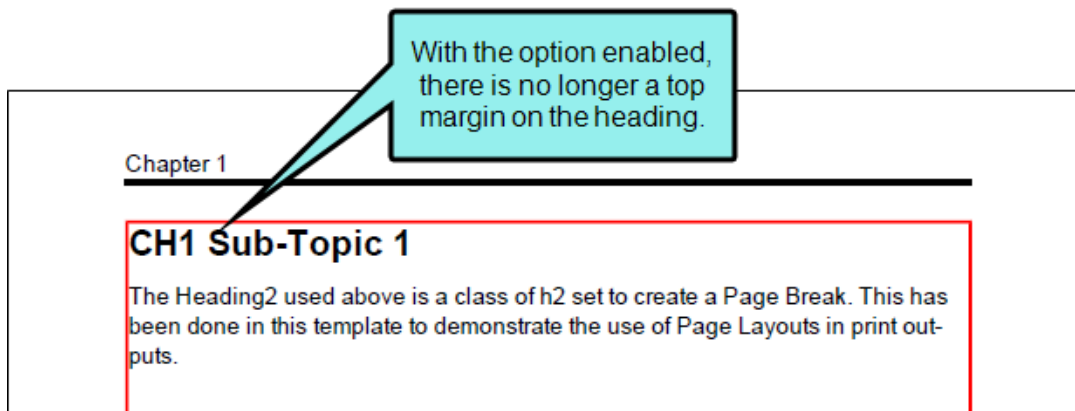 With the option enabled,
there is no longer a top
margin on the heading.
Chapter 1
CH1 Sub-Topic 1
The Heading2 used above is a class of h2 set to create a Page Break. This has
been done in this template to demonstrate the use of Page Layouts in print out-
puts.